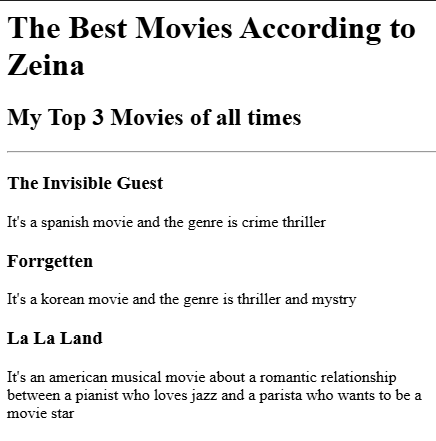 The Best Movies According to
Zeina
My Top 3 Movies of all times
The Invisible Guest
It's a spanish movie and the genre is crime thriller
Forrgetten
It's a korean movie and the genre is thriller and mystry
La La Land
It's an american musical movie about a romantic relationship
between a pianist who loves jazz and a parista who wants to be a
movie star